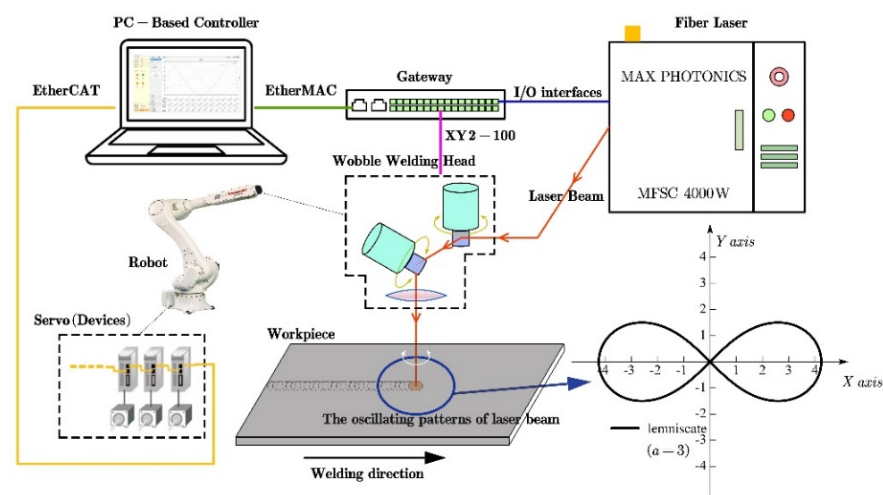 PC – Based Controller
Fiber Laser
EtherCAT
EtherMAC
Gateway
I/O interfaces
MAX PHOTONICS
XY2 – 100
Wobble Welding Head
Laser Beam
MFSC 4000W
Robot
Servo (Devices)
Workpiece
The oscillating patterns of laser beam
Welding direction
Y axis
4
3
2
1
-4 -3 -2 -1 0 1 2 3 4
X axis
-1
-2
-3
-4
lemniscate
(a – 3)